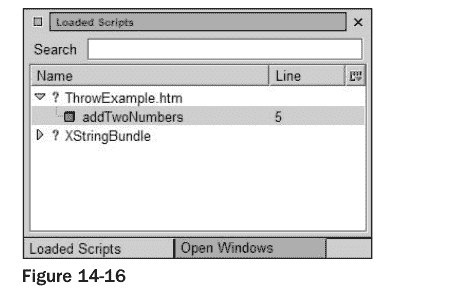 Loaded Scripts
Search
Name Line
? ThrowExample.htm
addTwoNumbers 5
? XStringBundle
Loaded Scripts Open Windows
Figure 14-16